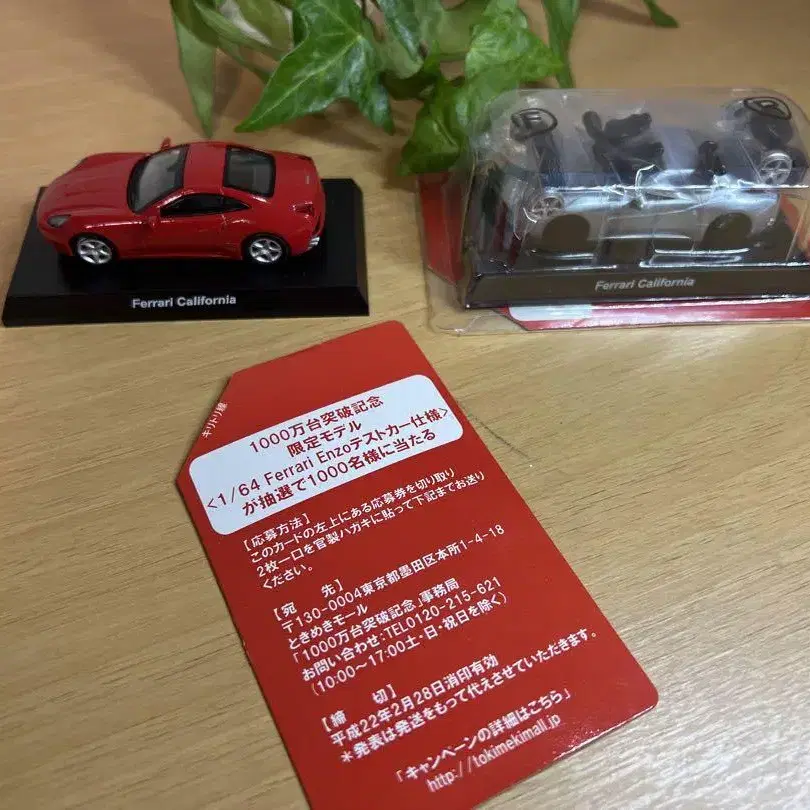 Ferrari California
Ferrari California
キリトリ線
1000万台突破記念
限定モデル
<1/64 Ferrari Enzoテストカー仕様>
が抽選で1000名様に当たる
【応募方法】
このカードの左上にある応募券を切り取り
2枚一口を官製ハガキに貼って下記までお送り
ください。
【宛　先】
〒130-0004東京都墨田区本所1-4-18
ときめきモール
「1000万台突破記念」事務局
お問い合わせ:TEL0120-215-621
(10:00〜17:00土・日・祝日を除く)
【締　切】
平成22年2月28日消印有効
*発表は発送をもって代えさせていただきます。
「キャンペーンの詳細はこちら」
http://tokimekimall.jp